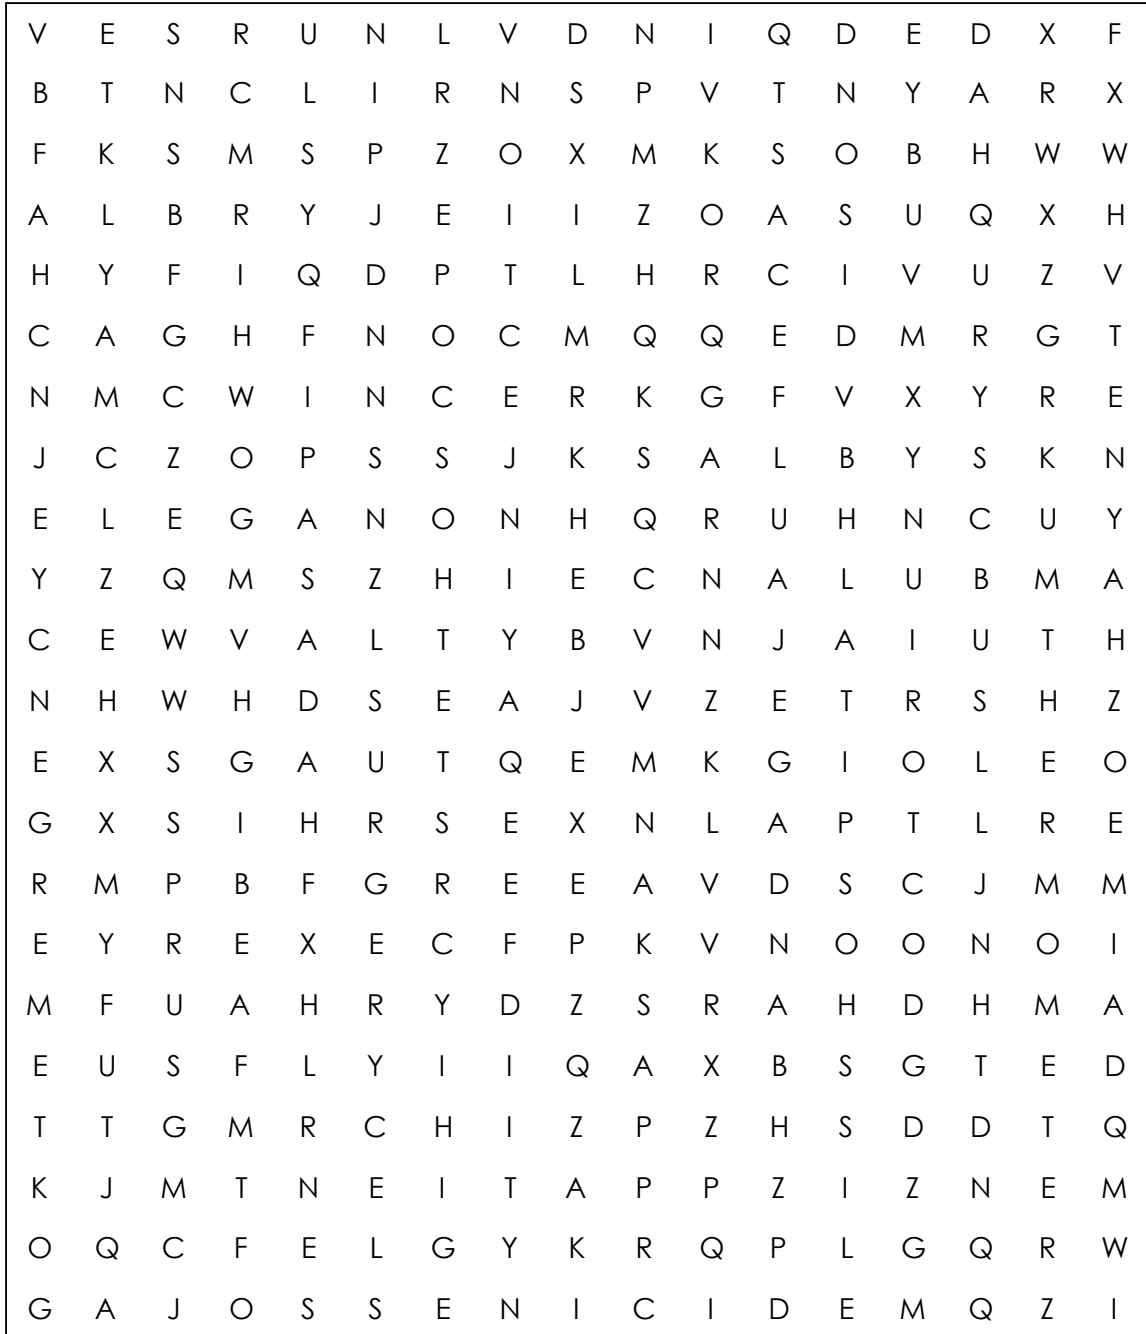 V E S R U N L V D N I Q D E D X F
B T N C L I R N S P V T N Y A R X
F K S M S P Z O X M K S O B H W W
A L B R Y J E I I Z O A S U Q X H
H Y F I Q D P T L H R C I V U Z V
C A G H F N O C M Q Q E D M R G T
N M C W I N C E R K G F V X Y R E
J C Z O P S S J K S A L B Y S K N
E L E G A N O N H Q R U H N C U Y
Y Z Q M S Z H I E C N A L U B M A
C E W V A L T Y B V N J A I U T H
N H W H D S E A J V Z E T R S H Z
E X S G A U T Q E M K G I O L E O
G X S I H R S E X N L A P T L R E
R M P B F G R E E A V D S C J M M
E Y R E X E C F P K V N O O N O I
M F U A H R Y D Z S R A H D H M A
E U S F L Y I I Q A X B S G T E D
T T G M R C H I Z P Z H S D D T Q
K J M T N E I T A P P Z I Z N E M
O Q C F E L G Y K R Q P L G Q R W
G A J O S S E N I C I D E M Q Z I